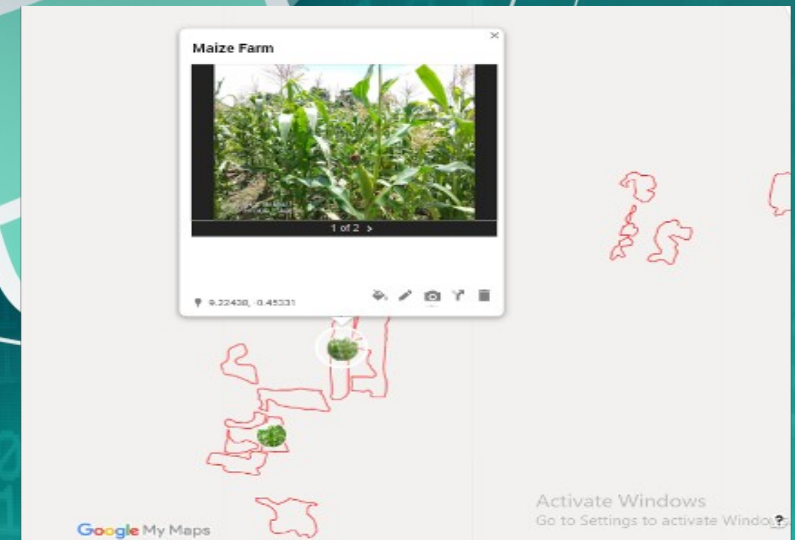 Maize Farm
1 of 2 >
9.22438, -0.45331
Activate Windows
Go to Settings to activate Windows.
?
Google My Maps